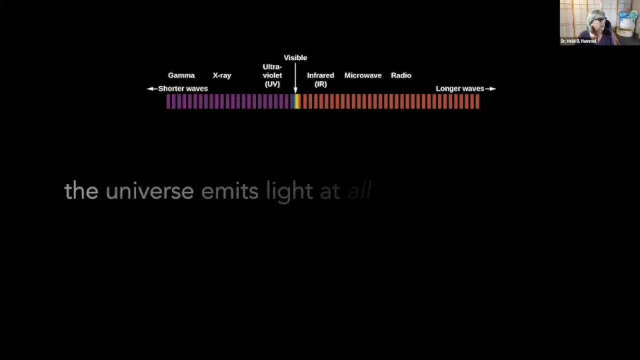 Visible
Gamma X-ray Ultra-
violet
(UV) Infrared
(IR) Microwave Radio
Shorter waves Longer waves
the universe emits light at all